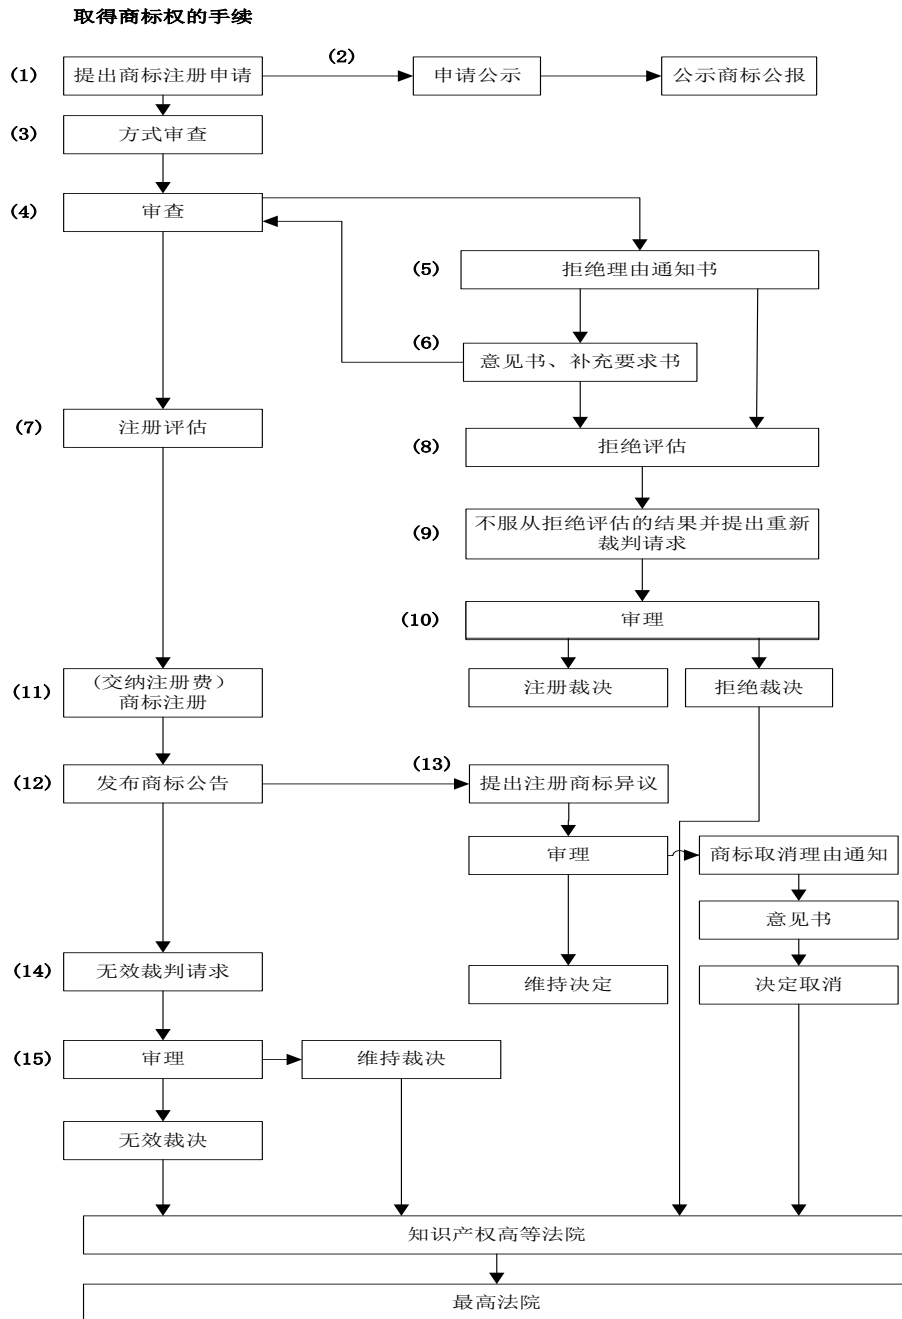 取得商标权的手续
(2)
(1) 提出商标注册申请 申请公示 公示商标公报
(3) 方式审查
(4) 审查
(5) 拒绝理由通知书
(6) 意见书、补充要求书
(7) 注册评估
(8) 拒绝评估
(9) 不服从拒绝评估的结果并提出重新
裁判请求
(10) 审理
注册裁决 拒绝裁决
(11) (交纳注册费)
商标注册
(12) 发布商标公告 (13) 提出注册商标异议
审理 商标取消理由通知
意见书
(14) 无效裁判请求 维持决定 决定取消
(15) 审理 维持裁决
无效裁决
知识产权高等法院
最高法院